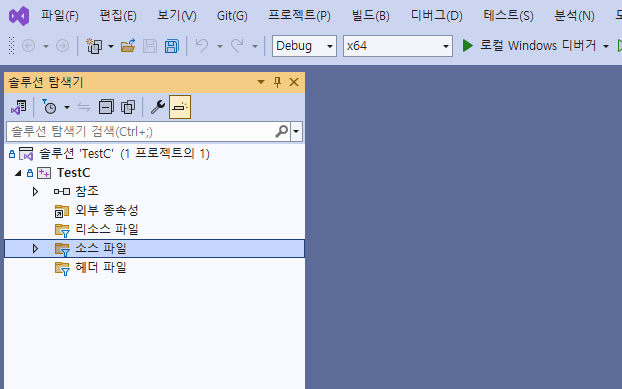 파일(F) 편집(E) 보기(V) Git(G) 프로젝트(P) 빌드(B) 디버그(D) 테스트(S) 분석(N)
Debug x64 로컬 Windows 디버거
솔루션 탐색기
솔루션 탐색기 검색(Ctrl+;)
솔루션 'TestC' (1 프로젝트의 1)
TestC
참조
외부 종속성
리소스 파일
소스 파일
헤더 파일